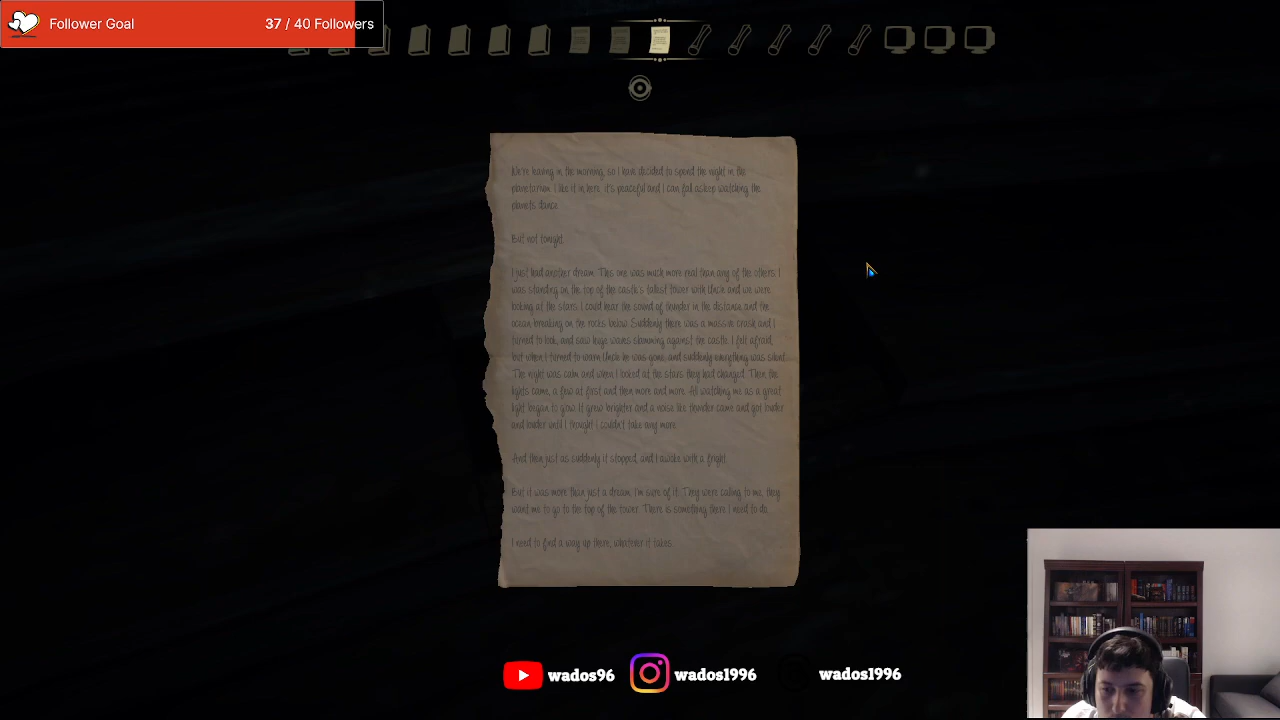 Follower Goal 37 / 40 Followers
We're leaving in the morning, so I have decided to spend the night in the
planetarium. I like it in here, it's peaceful and I can fall asleep watching the
planets dance.
But not tonight.
I just had another dream. This one was much more real than any of the others. I
was standing on the top of the castle's tallest tower with Uncle and we were
looking at the stars. I could hear the sound of thunder in the distance and the
ocean breaking on the rocks below. Suddenly there was a massive crash and I
turned to look, and saw huge waves slamming against the castle. I felt afraid,
but when I turned to warn Uncle he was gone, and suddenly everything was silent.
The night was calm and when I looked at the stars they had changed. Then the
lights came, a few at first and then more and more. All watching me as a great
light began to grow. It grew brighter and a noise like thunder came and got louder
and louder until I thought I couldn't take any more.
And then just as suddenly it stopped, and I awoke with a fright.
But it was more than just a dream, I'm sure of it. They were calling to me, they
want me to go to the top of the tower. There is something there I need to do.
I need to find a way up there, whatever it takes.
wados96 wados1996 wados1996